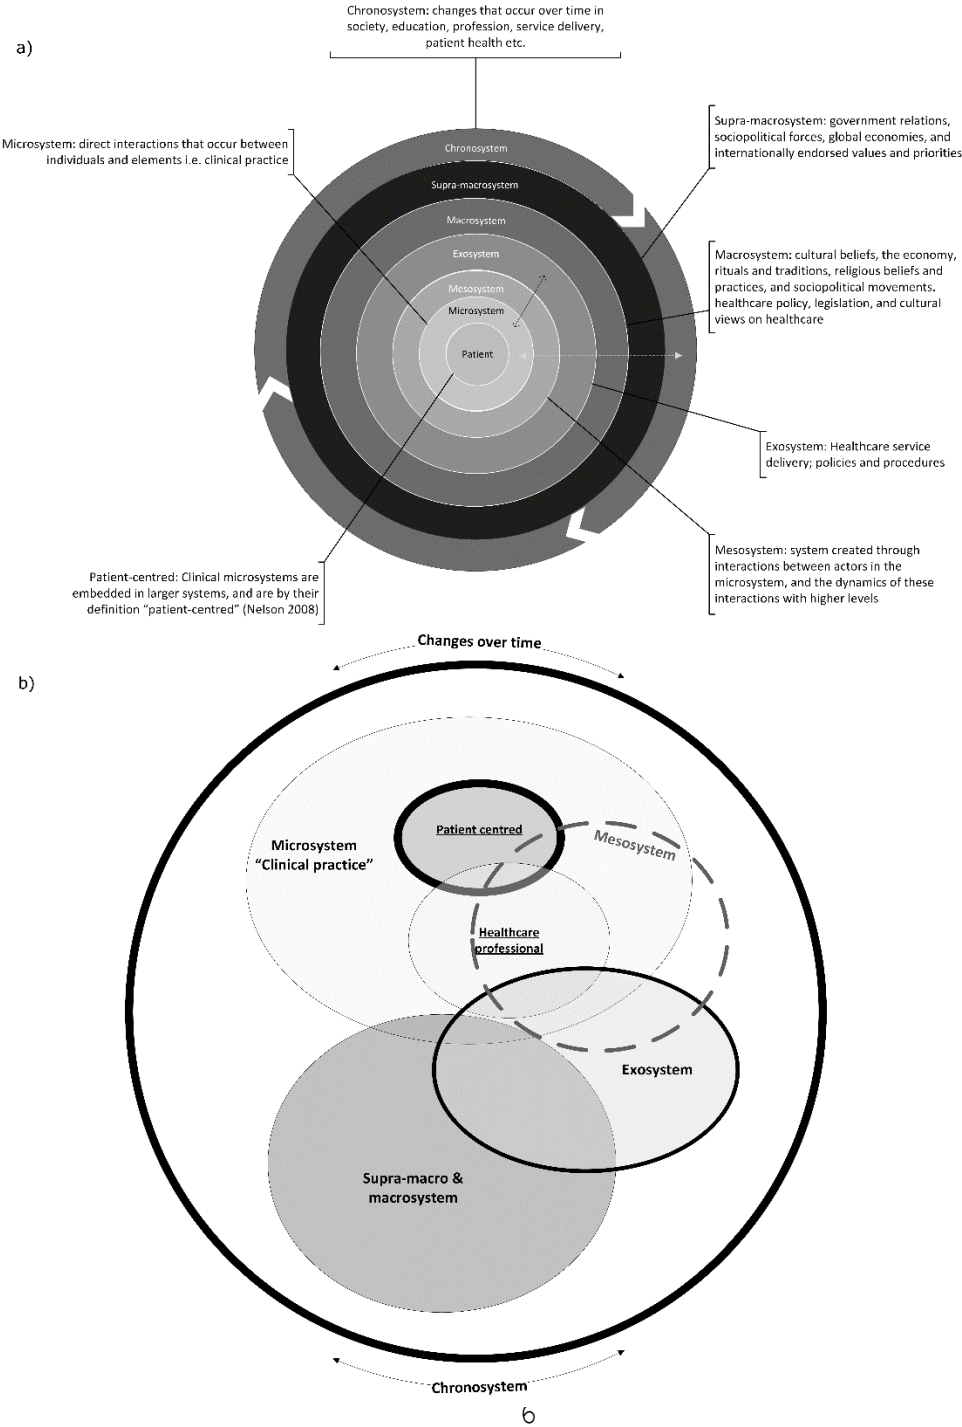 Chronosystem: changes that occur over time in
society, education, profession, service delivery,
patient health etc.
a)
Microsystem: direct interactions that occur between
individuals and elements i.e. clinical practice
Supra-macrosystem: government relations,
sociopolitical forces, global economies, and
internationally endorsed values and priorities
Chronosystem
Supra-macrosystem
Macrosystem
Exosystem
Mesosystem
Microsystem
Patient
Macrosystem: cultural beliefs, the economy,
rituals and traditions, religious beliefs and
practices, and sociopolitical movements.
healthcare policy, legislation, and cultural
views on healthcare
Exosystem: Healthcare service
delivery; policies and procedures
Mesosystem: system created through
interactions between actors in the
microsystem, and the dynamics of these
interactions with higher levels
Patient-centred: Clinical microsystems are
embedded in larger systems, and are by their
definition “patient-centred” (Nelson 2008)
Changes over time
b)
Patient centred
Mesosystem
Microsystem
“Clinical practice”
Healthcare
professional
Exosystem
Supra-macro &
macrosystem
Chronosystem
6